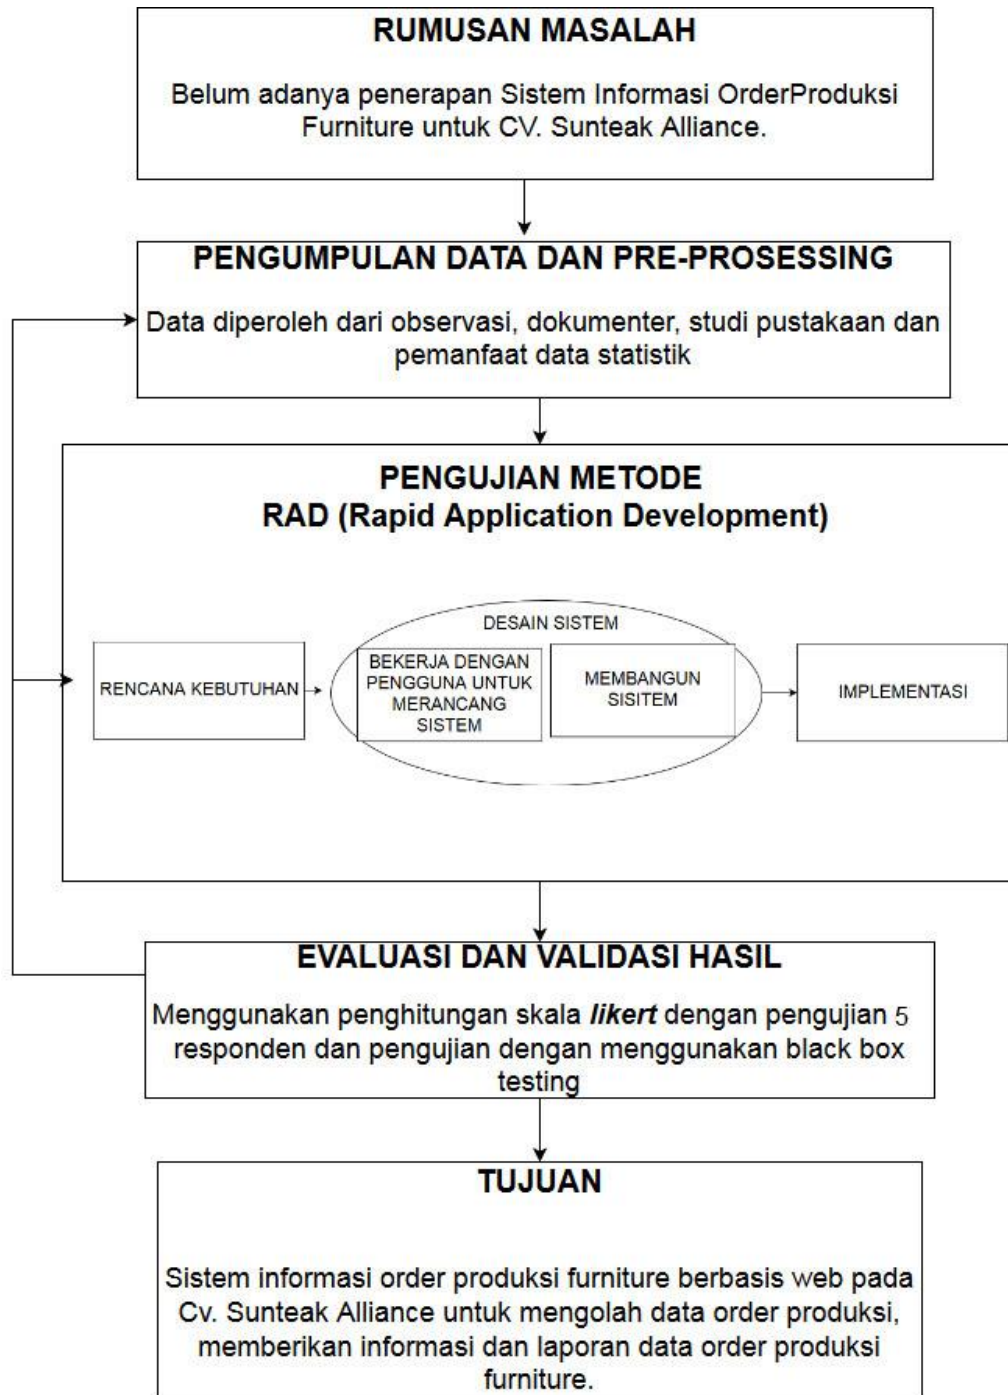 RUMUSAN MASALAH
Belum adanya penerapan Sistem Informasi OrderProduksi
Furniture untuk CV. Sunteak Alliance.
PENGUMPULAN DATA DAN PRE-PROSESSING
Data diperoleh dari observasi, dokumenter, studi pustakaan dan
pemanfaat data statistik
PENGUJIAN METODE
RAD (Rapid Application Development)
RENCANA KEBUTUHAN
DESAIN SISTEM
BEKERJA DENGAN
PENGGUNA UNTUK
MERANCANG
SISTEM
MEMBANGUN
SISITEM
IMPLEMENTASI
EVALUASI DAN VALIDASI HASIL
Menggunakan penghitungan skala likert dengan pengujian 5
responden dan pengujian dengan menggunakan black box
testing
TUJUAN
Sistem informasi order produksi furniture berbasis web pada
Cv. Sunteak Alliance untuk mengolah data order produksi,
memberikan informasi dan laporan data order produksi
furniture.